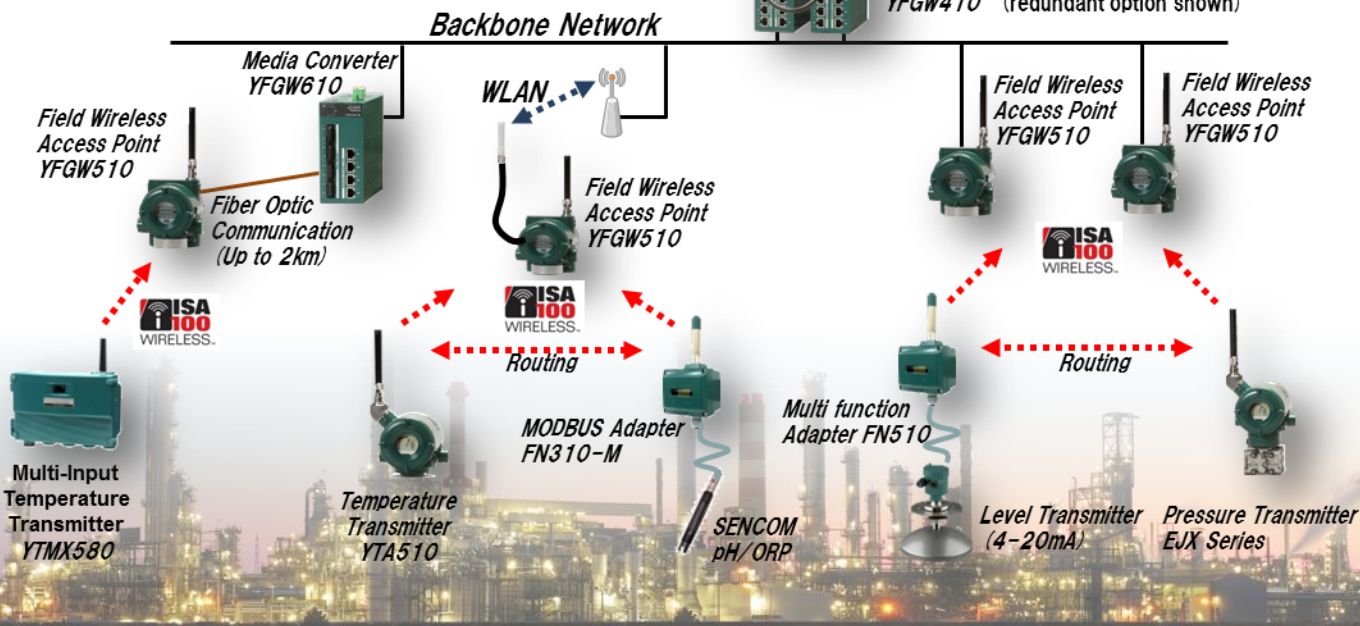 YFGW410 (redundant option shown)
Backbone Network
Media Converter
YFGW610
WLAN
Field Wireless
Access Point
YFGW510
Field Wireless
Access Point
YFGW510
Field Wireless
Access Point
YFGW510
Fiber Optic
Communication
(Up to 2km)
Field Wireless
Access Point
YFGW510
ISA
100
WIRELESS
ISA
100
WIRELESS
ISA
100
WIRELESS
Routing
Routing
MODBUS Adapter
FN310-M
Multi function
Adapter FN510
Multi-Input
Temperature
Transmitter
YTMX580
Temperature
Transmitter
YTA510
SENCOM
pH/ORP
Level Transmitter
(4-20mA)
Pressure Transmitter
EJX Series